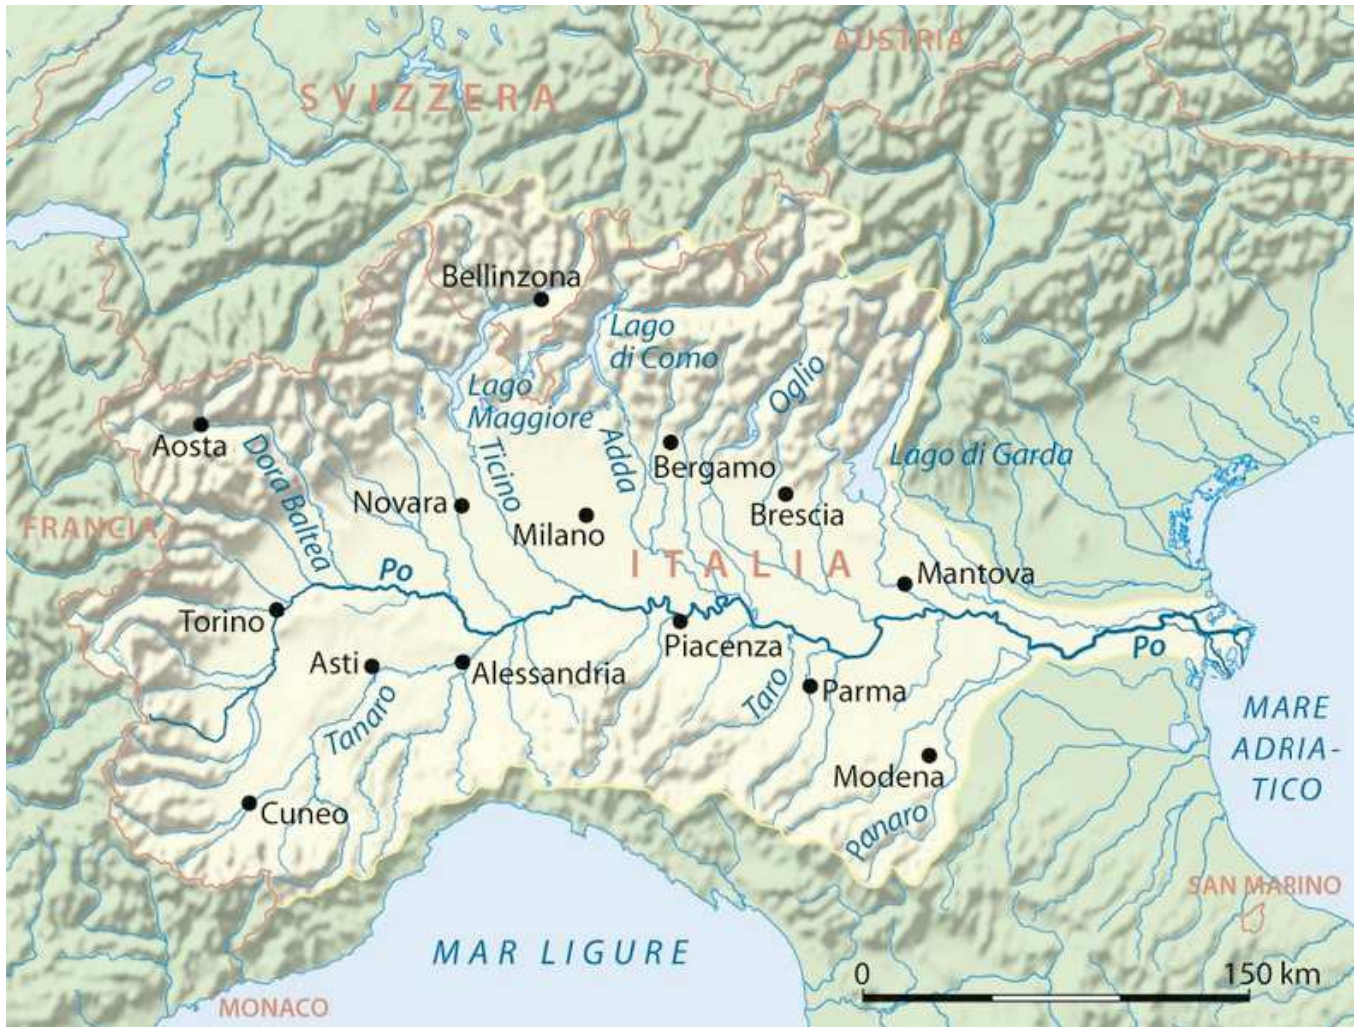 AUSTRIA
SVIZZERA
Bellinzona
Lago
di Como
Lago
Maggiore
Oglio
Aosta
Dora Baltea
Ticino
Adda
Bergamo
Lago di Garda
Novara
Milano
Brescia
FRANCIA
ITALIA
Po
Mantova
Torino
Piacenza
Po
Asti
Alessandria
Tanaro
Taro
Parma
MARE
ADRIA-
TICO
Modena
Cuneo
Panaro
SAN MARINO
MAR LIGURE
0
150 km
MONACO